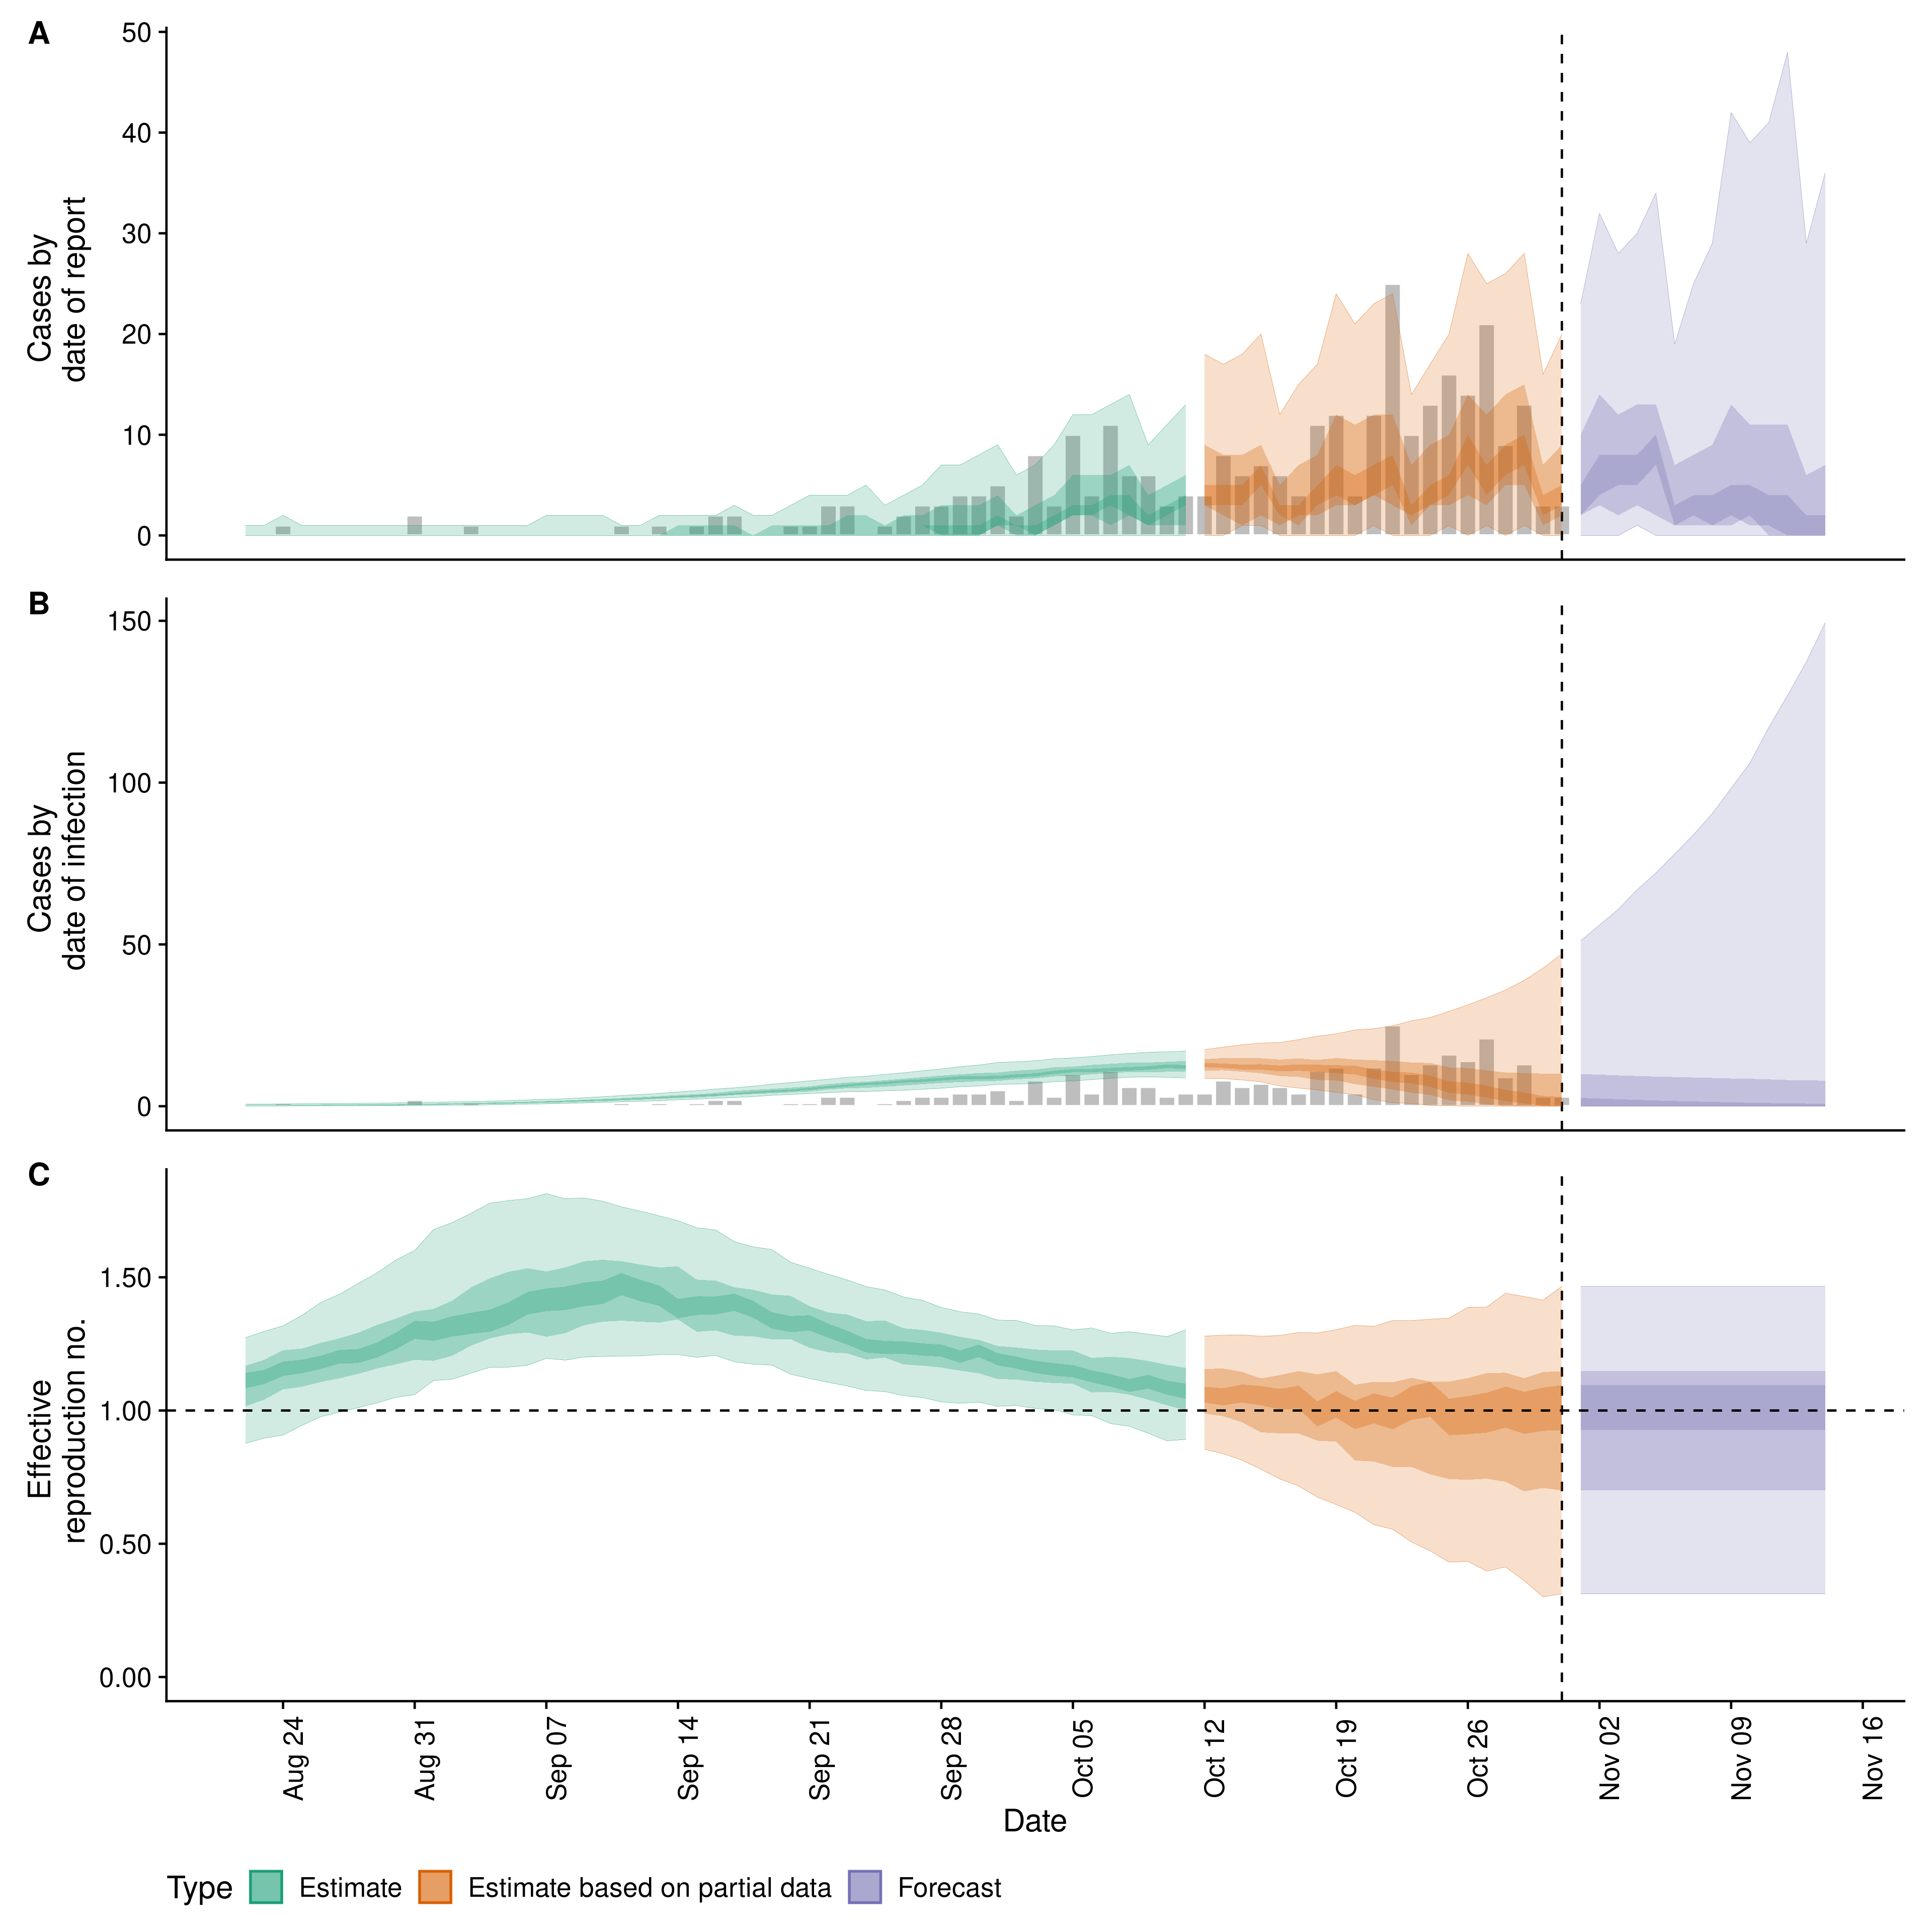 A
50
40
30
20
10
0
Cases by
date of report
B
150
100
50
0
Cases by
date of infection
C
1.50
1.00
0.50
0.00
Effective
reproduction no.
Aug 24
Aug 31
Sep 07
Sep 14
Sep 21
Sep 28
Oct 05
Oct 12
Oct 19
Oct 26
Nov 02
Nov 09
Nov 16
Date
Type Estimate Estimate based on partial data Forecast